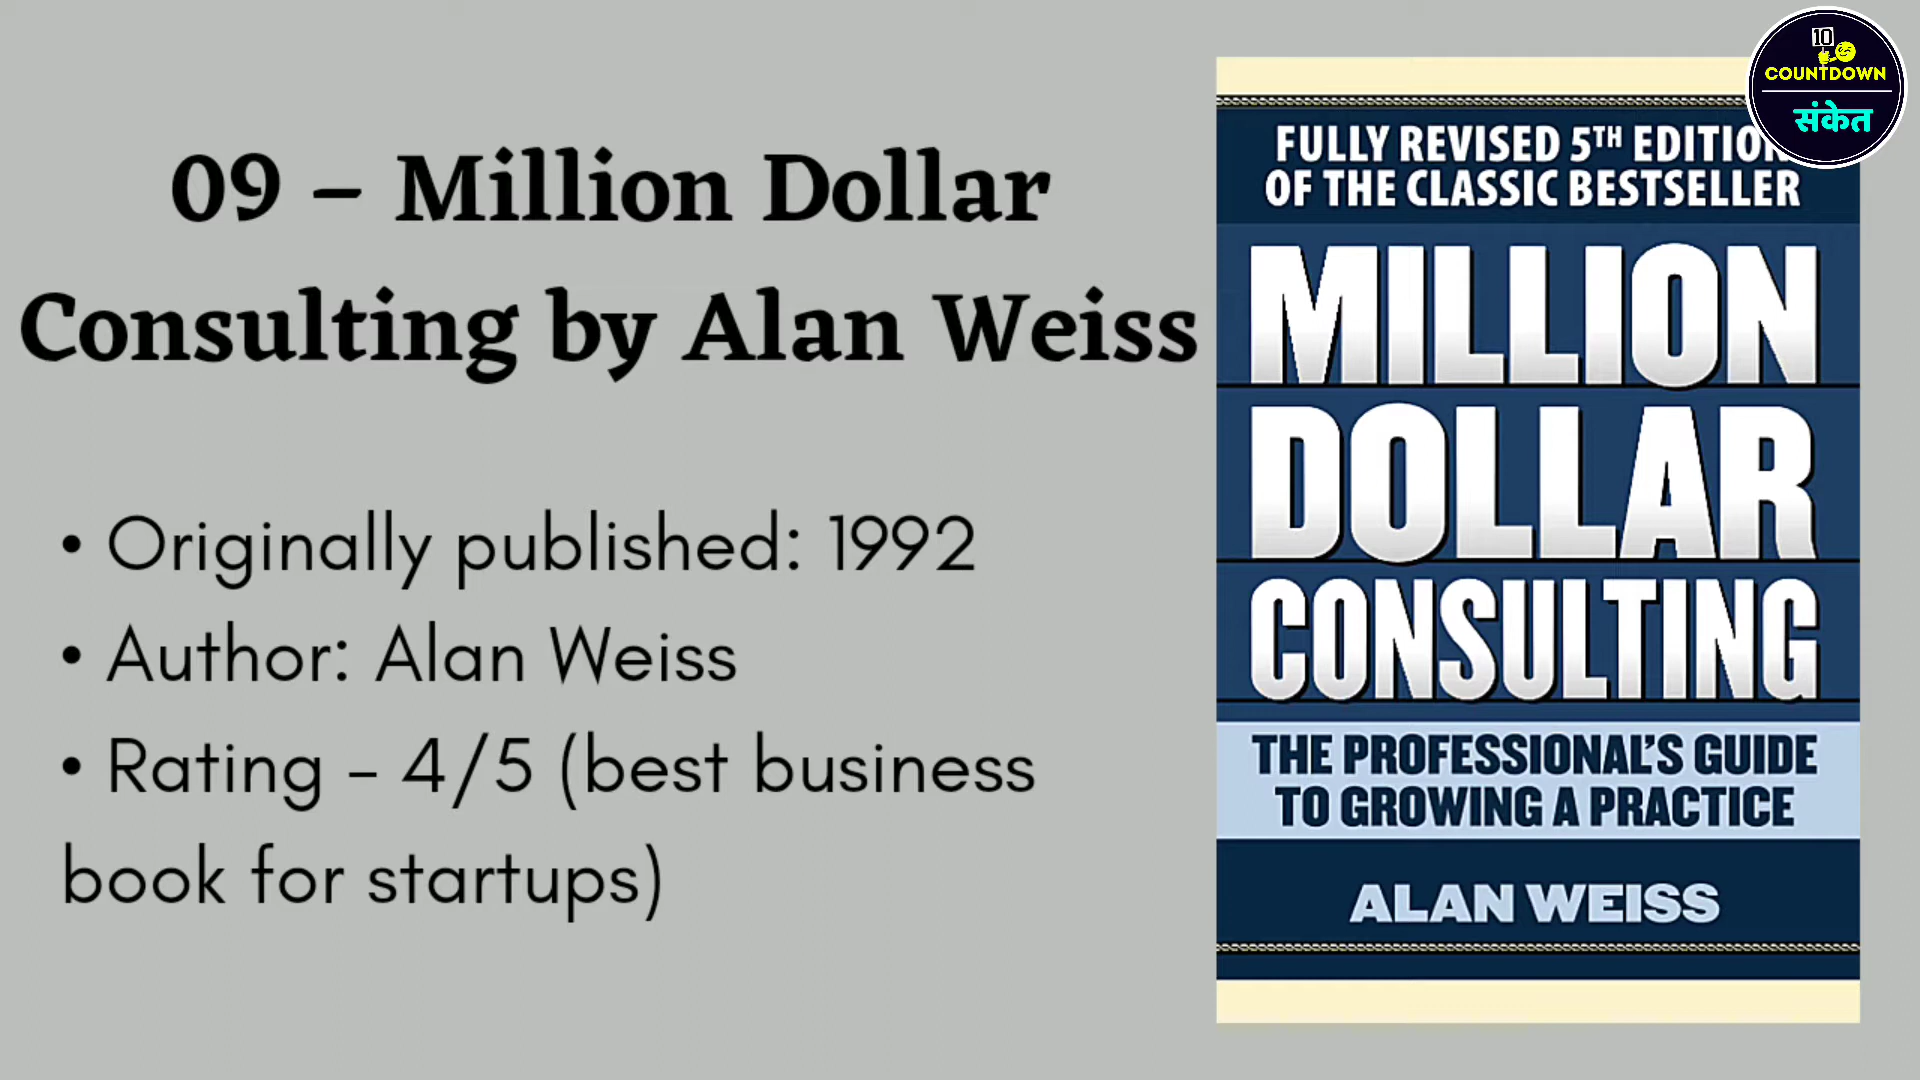 09 – Million Dollar
Consulting by Alan Weiss
• Originally published: 1992
• Author: Alan Weiss
• Rating – 4/5 (best business
book for startups)
10
COUNTDOWN
संकेत
FULLY REVISED 5TH EDITION
OF THE CLASSIC BESTSELLER
MILLION
DOLLAR
CONSULTING
THE PROFESSIONAL'S GUIDE
TO GROWING A PRACTICE
ALAN WEISS